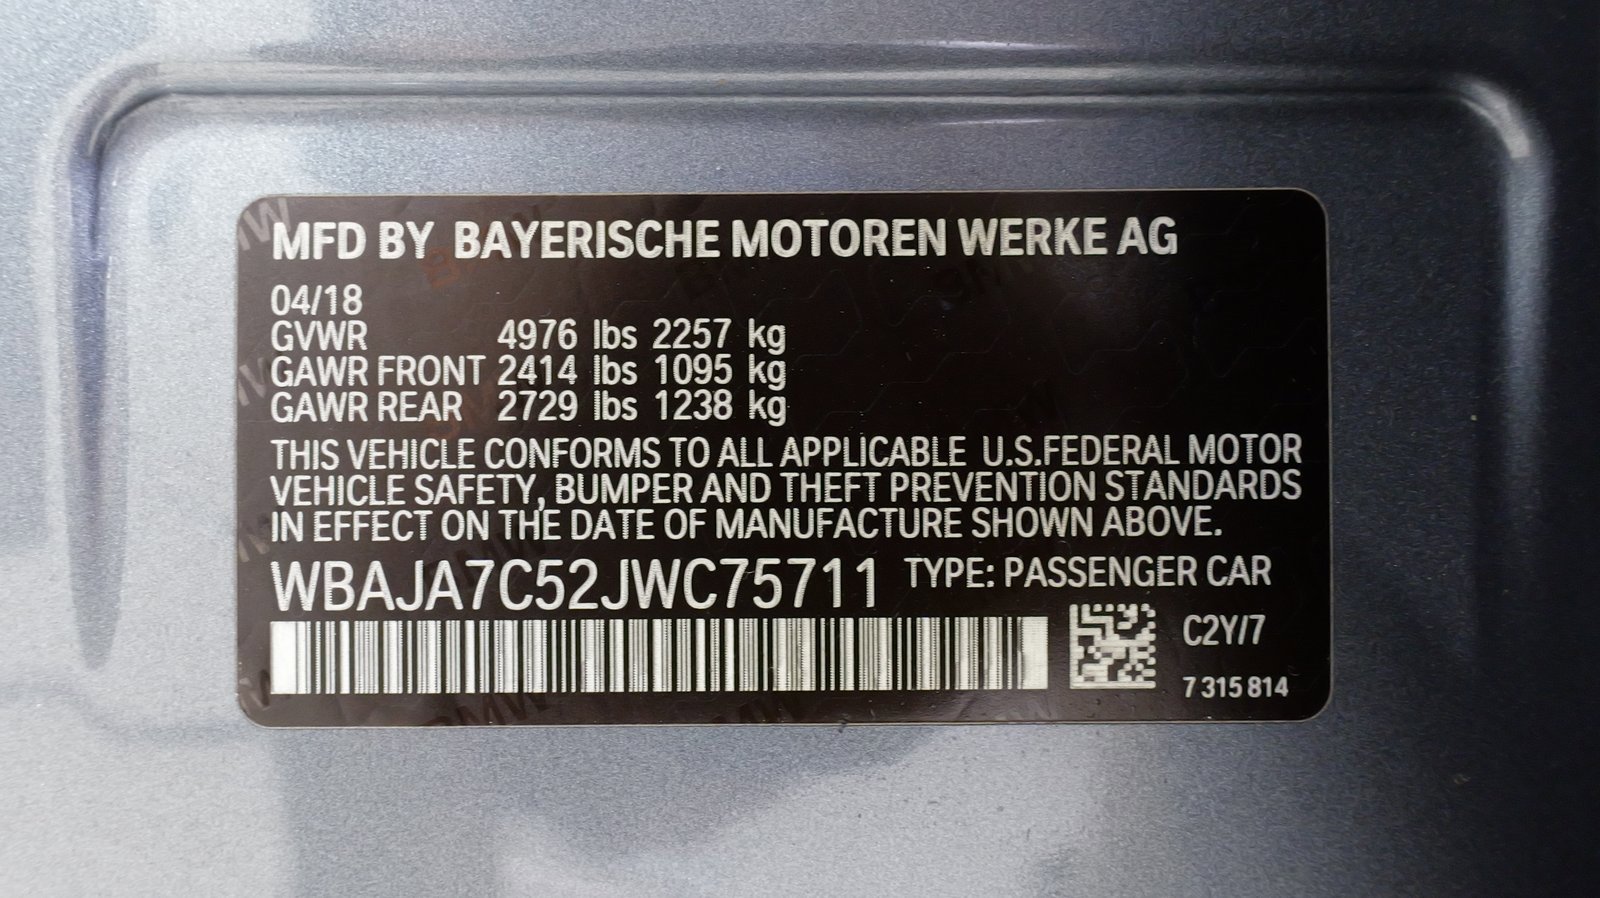 MFD BY BAYERISCHE MOTOREN WERKE AG
04/18
GVWR 4976 lbs 2257 kg
GAWR FRONT 2414 lbs 1095 kg
GAWR REAR 2729 lbs 1238 kg
THIS VEHICLE CONFORMS TO ALL APPLICABLE U.S.FEDERAL MOTOR
VEHICLE SAFETY, BUMPER AND THEFT PREVENTION STANDARDS
IN EFFECT ON THE DATE OF MANUFACTURE SHOWN ABOVE.
WBAJA7C52JWC75711 TYPE: PASSENGER CAR
C2Y/7
7 315 814